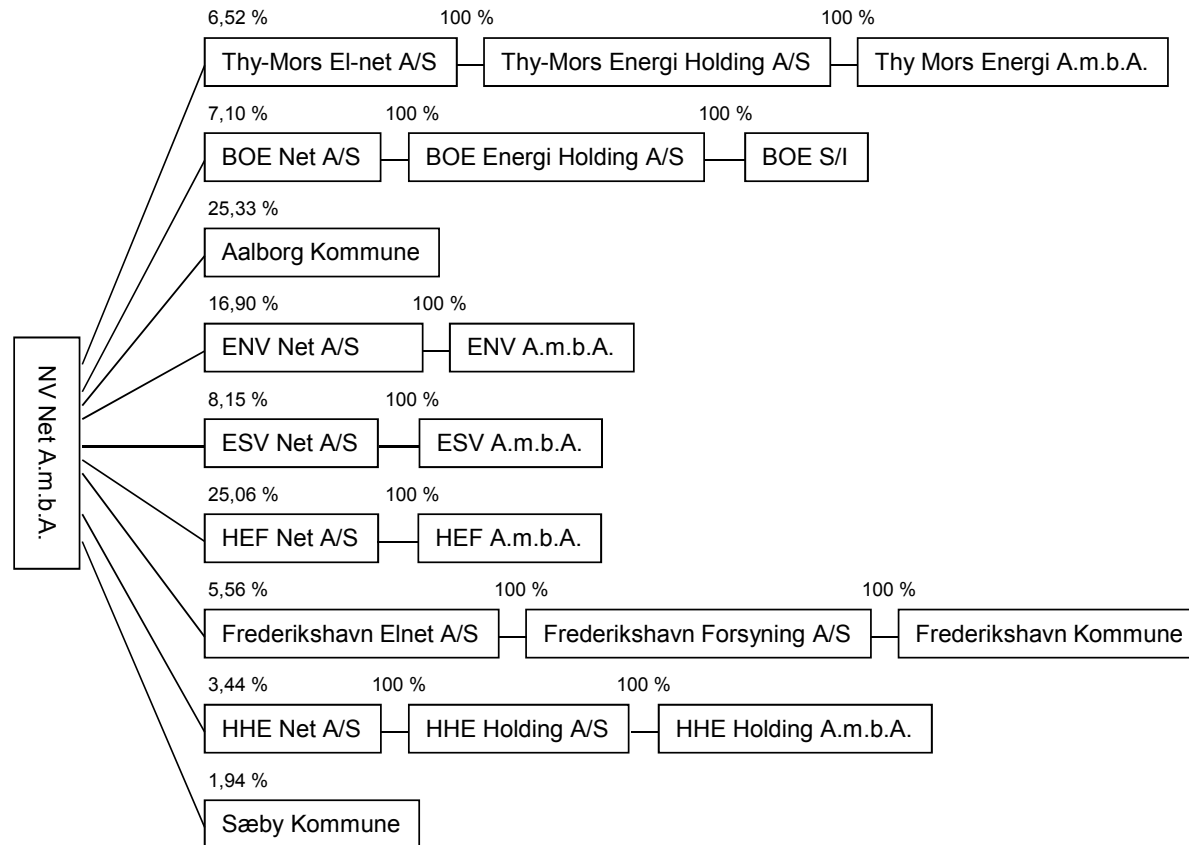 6,52 % 100 % 100 %
Thy-Mors El-net A/S Thy-Mors Energi Holding A/S Thy Mors Energi A.m.b.A.
7,10 % 100 % 100 %
BOE Net A/S BOE Energi Holding A/S BOE S/I
25,33 %
Aalborg Kommune
16,90 % 100 %
ENV Net A/S ENV A.m.b.A.
NV Net A.m.b.A.
8,15 % 100 %
ESV Net A/S ESV A.m.b.A.
25,06 % 100 %
HEF Net A/S HEF A.m.b.A.
5,56 % 100 % 100 %
Frederikshavn Elnet A/S Frederikshavn Forsyning A/S Frederikshavn Kommune
3,44 % 100 % 100 %
HHE Net A/S HHE Holding A/S HHE Holding A.m.b.A.
1,94 %
Sæby Kommune